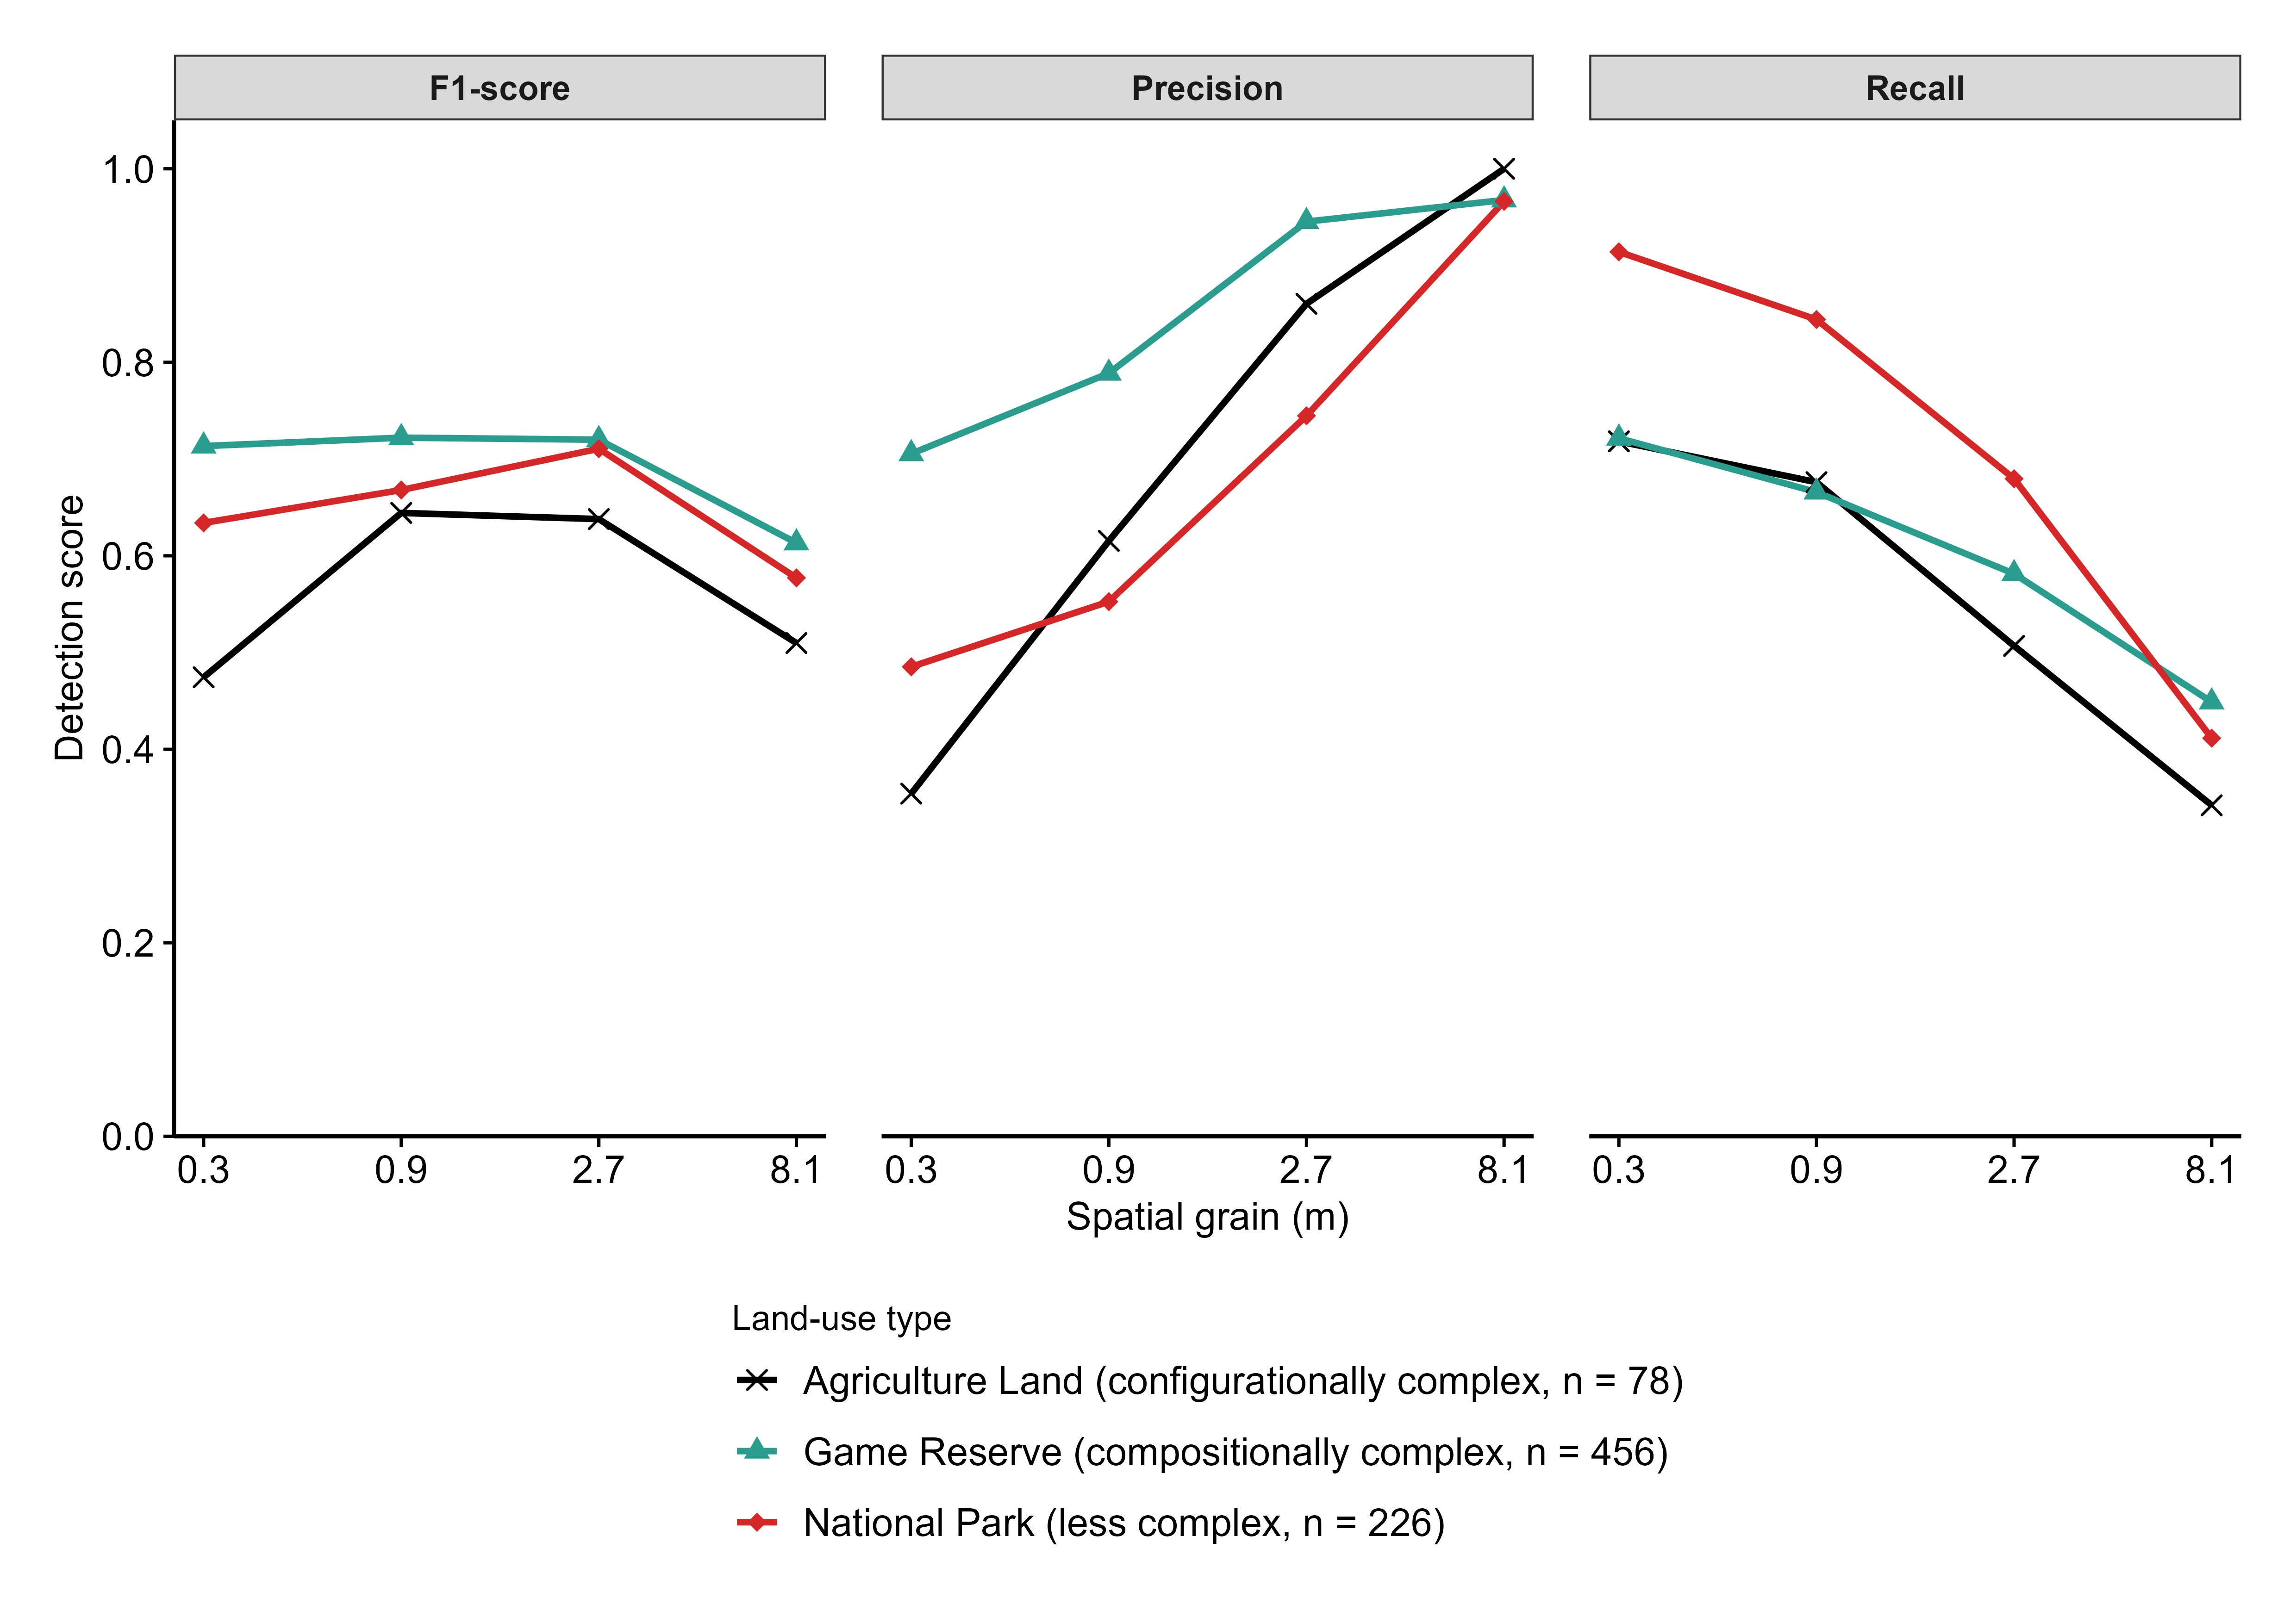 F1-score Precision Recall
1.0
0.8
0.6
0.4
0.2
0.0
Detection score
0.3 0.9 2.7 8.1 0.3 0.9 2.7 8.1 0.3 0.9 2.7 8.1
Spatial grain (m)
Land-use type
Agriculture Land (configurationally complex, n = 78)
Game Reserve (compositionally complex, n = 456)
National Park (less complex, n = 226)